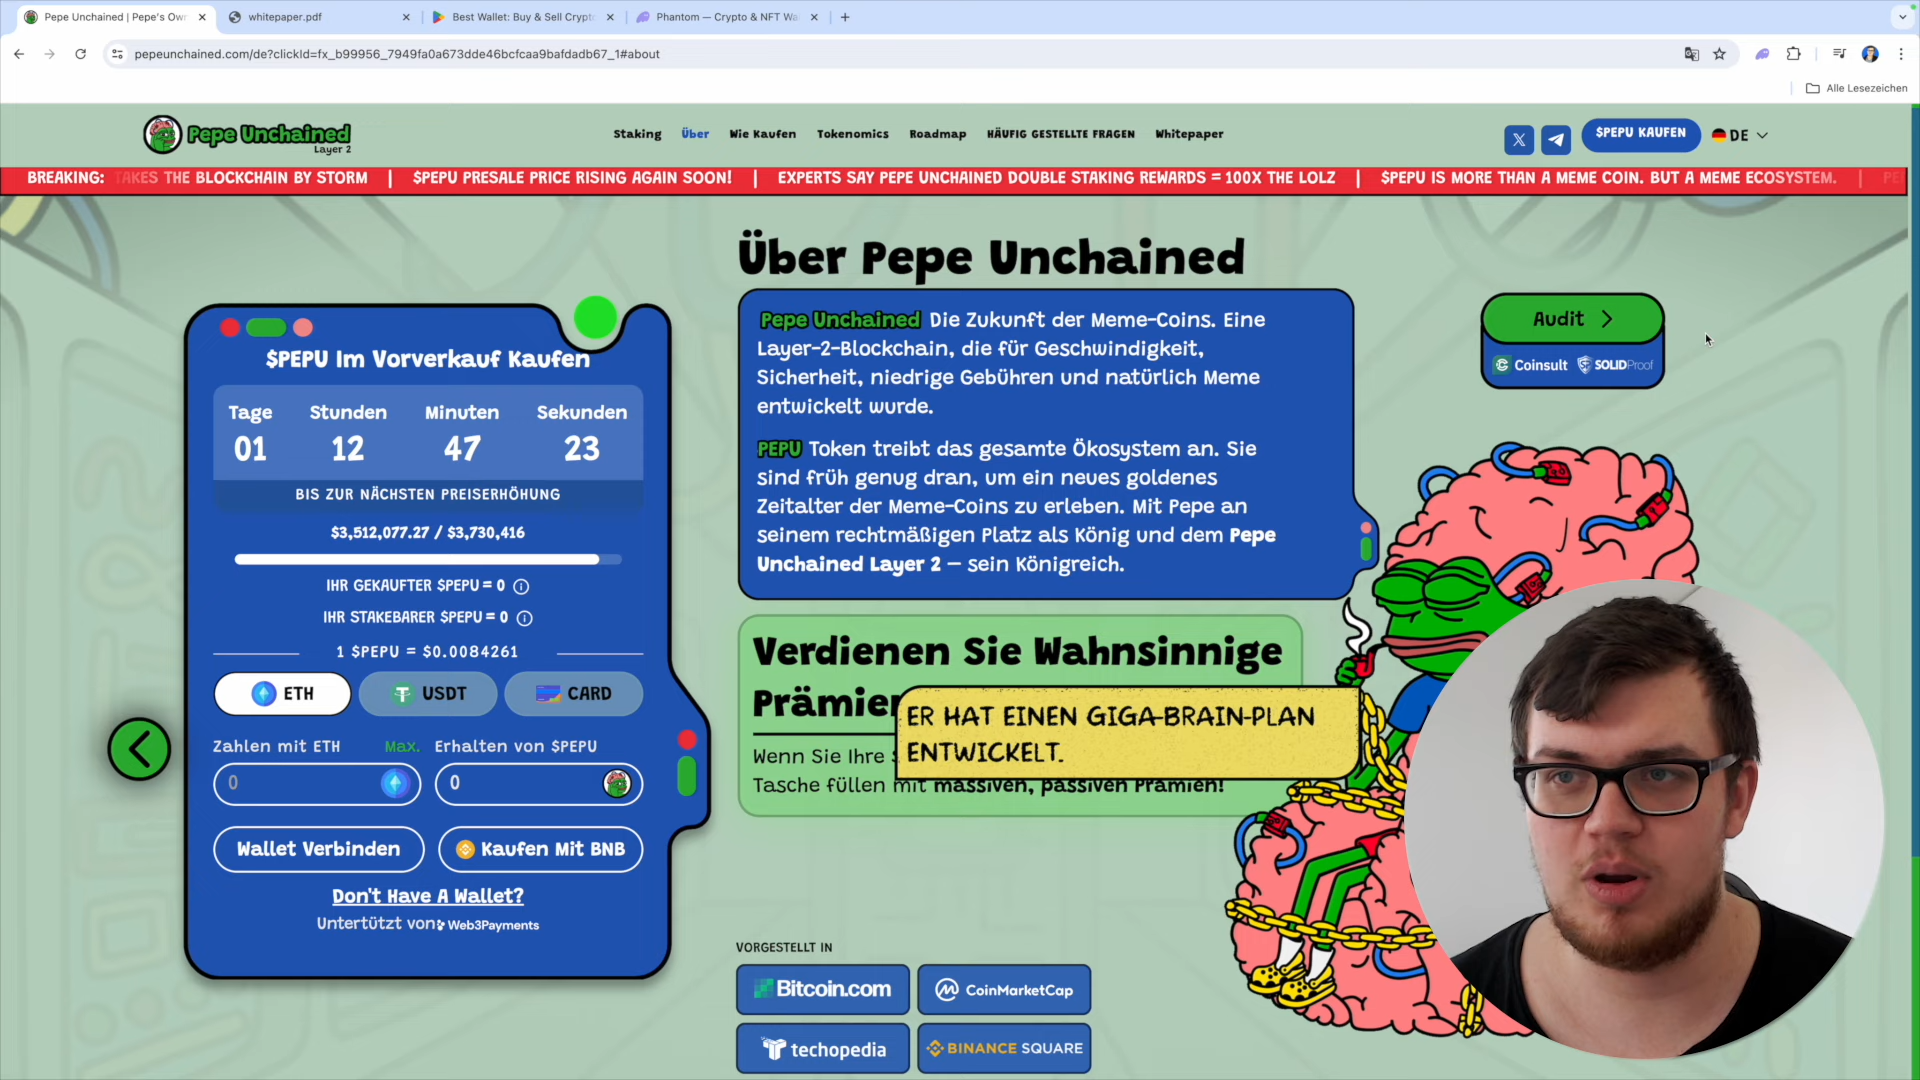 Pepe Unchained | Pepe's Own
whitepaper.pdf
Best Wallet: Buy & Sell Crypto
Phantom — Crypto & NFT Wa
pepeunchained.com/de?clickId=fx_b99956_7949fa0a673dde46bcfcaa9bafdadb67_1#about
Alle Lesezeichen
Pepe Unchained
Layer 2
Staking
Über
Wie Kaufen
Tokenomics
Roadmap
HÄUFIG GESTELLTE FRAGEN
Whitepaper
$PEPU KAUFEN
DE
BREAKING: TAKES THE BLOCKCHAIN BY STORM | $PEPU PRESALE PRICE RISING AGAIN SOON! | EXPERTS SAY PEPE UNCHAINED DOUBLE STAKING REWARDS = 100X THE LOLZ | $PEPU IS MORE THAN A MEME COIN. BUT A MEME ECOSYSTEM. |
$PEPU Im Vorverkauf Kaufen
Tage Stunden Minuten Sekunden
01 12 47 23
BIS ZUR NÄCHSTEN PREISERHÖHUNG
$3,512,077.27 / $3,730,416
IHR GEKAUFTER $PEPU = 0
IHR STAKEBARER $PEPU = 0
1 $PEPU = $0.0084261
ETH USDT CARD
Zahlen mit ETH Max. Erhalten von $PEPU
0 0
Wallet Verbinden Kaufen Mit BNB
Don't Have A Wallet?
Untertützt von Web3Payments
Über Pepe Unchained
Pepe Unchained Die Zukunft der Meme-Coins. Eine
Layer-2-Blockchain, die für Geschwindigkeit,
Sicherheit, niedrige Gebühren und natürlich Meme
entwickelt wurde.
PEPU Token treibt das gesamte Ökosystem an. Sie
sind früh genug dran, um ein neues goldenes
Zeitalter der Meme-Coins zu erleben. Mit Pepe an
seinem rechtmäßigen Platz als König und dem Pepe
Unchained Layer 2 – sein Königreich.
Verdienen Sie Wahnsinnige
Prämien
Wenn Sie Ihre
Tasche füllen mit massiven, passiven Prämien!
ER HAT EINEN GIGA-BRAIN-PLAN
ENTWICKELT.
Audit
Coinsult SOLIDProof
VORGESTELLT IN
Bitcoin.com CoinMarketCap
techopedia BINANCE SQUARE